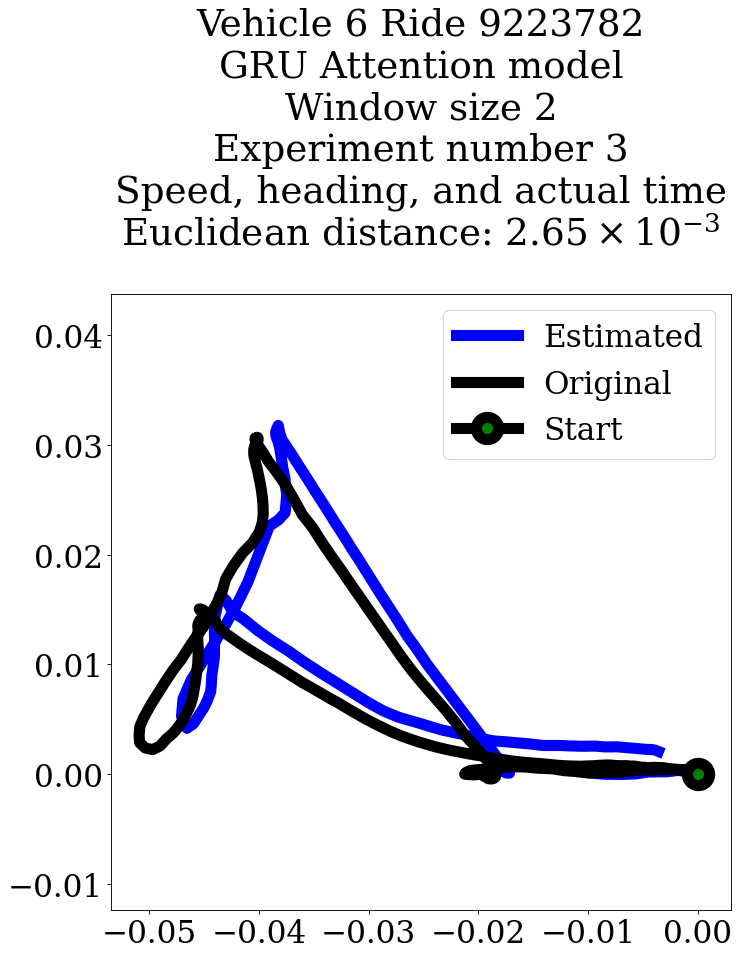 Vehicle 6 Ride 9223782
GRU Attention model
Window size 2
Experiment number 3
Speed, heading, and actual time
Euclidean distance: 2.65 × 10⁻³
Estimated
Original
Start
0.04
0.03
0.02
0.01
0.00
−0.01
−0.05 −0.04 −0.03 −0.02 −0.01 0.00